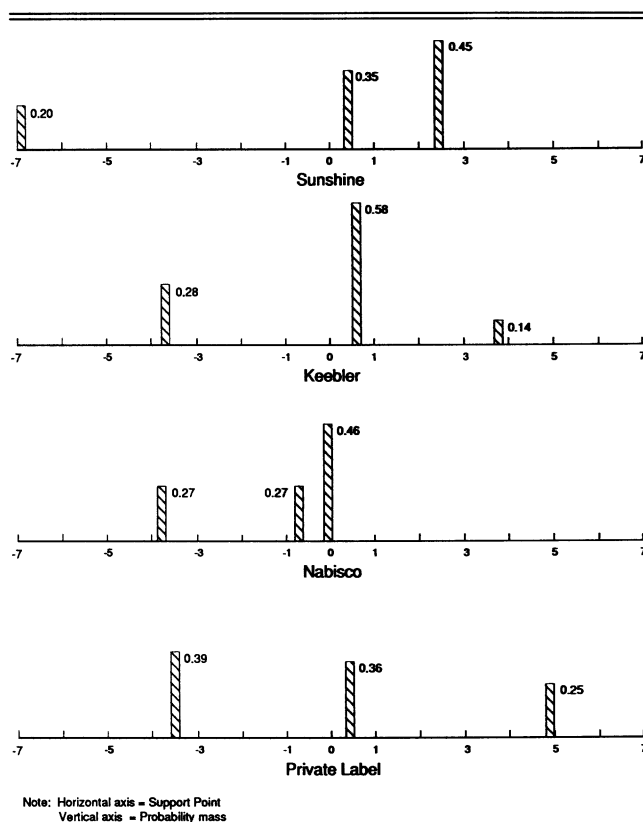 0.20
0.35
0.45
-7 -5 -3 -1 0 1 3 5 7
Sunshine
0.28
0.58
0.14
-7 -5 -3 -1 0 1 3 5 7
Keebler
0.27
0.27
0.46
-7 -5 -3 -1 0 1 3 5 7
Nabisco
0.39
0.36
0.25
-7 -5 -3 -1 0 1 3 5 7
Private Label
Note: Horizontal axis = Support Point
Vertical axis = Probability mass